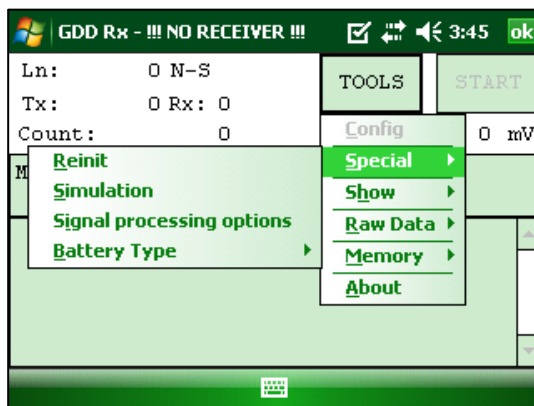 GDD Rx - !!! NO RECEIVER !!! 3:45 ok
Ln: 0 N-S
TOOLS
START
Tx: 0 Rx: 0
Count: 0
0 mV
M
Config
Special
Show
Raw Data
Memory
About
Reinit
Simulation
Signal processing options
Battery Type